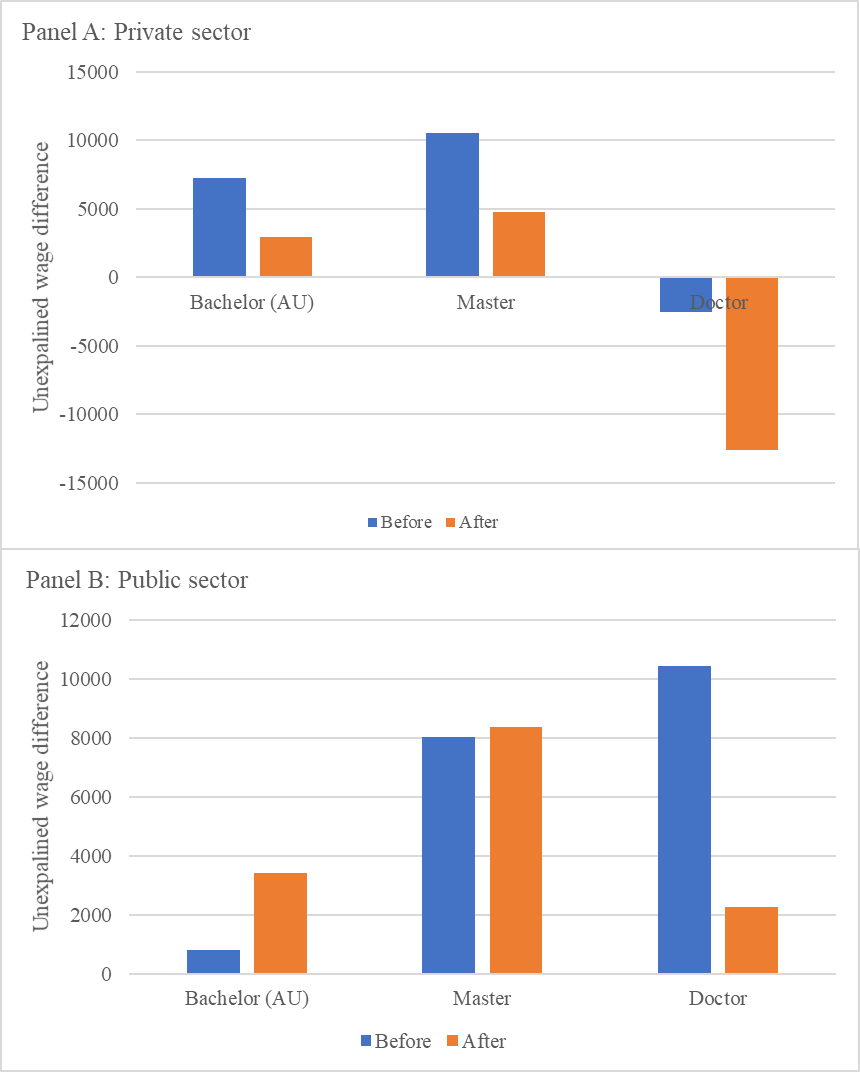 Panel A: Private sector
Unexpalined wage difference
15000
10000
5000
0
-5000
-10000
-15000
Bachelor (AU) Master Doctor
Before After
Panel B: Public sector
Unexpalined wage difference
12000
10000
8000
6000
4000
2000
0
Bachelor (AU) Master Doctor
Before After